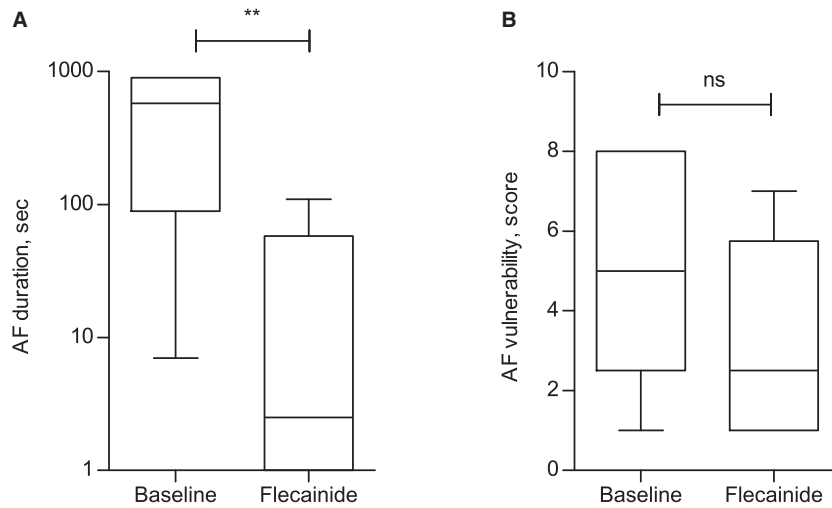 A
**
1000
100
10
1
AF duration, sec
Baseline
Flecainide
B
ns
10
8
6
4
2
0
AF vulnerability, score
Baseline
Flecainide